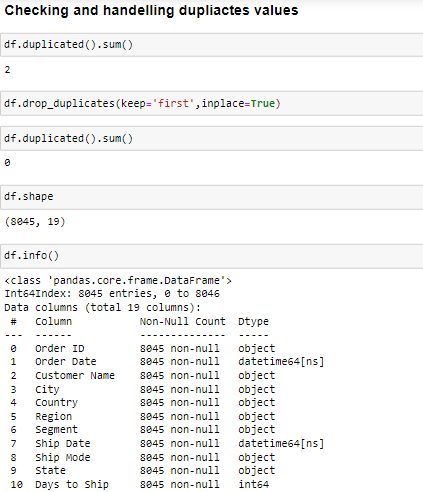 Checking and handelling dupliactes values
df.duplicated().sum()
2
df.drop_duplicates(keep='first',inplace=True)
df.duplicated().sum()
0
df.shape
(8045, 19)
df.info()
<class 'pandas.core.frame.DataFrame'>
Int64Index: 8045 entries, 0 to 8046
Data columns (total 19 columns):
 #   Column         Non-Null Count  Dtype
---  ------         --------------  -----
 0   Order ID       8045 non-null   object
 1   Order Date     8045 non-null   datetime64[ns]
 2   Customer Name  8045 non-null   object
 3   City           8045 non-null   object
 4   Country        8045 non-null   object
 5   Region         8045 non-null   object
 6   Segment        8045 non-null   object
 7   Ship Date      8045 non-null   datetime64[ns]
 8   Ship Mode      8045 non-null   object
 9   State          8045 non-null   object
 10  Days to Ship   8045 non-null   int64